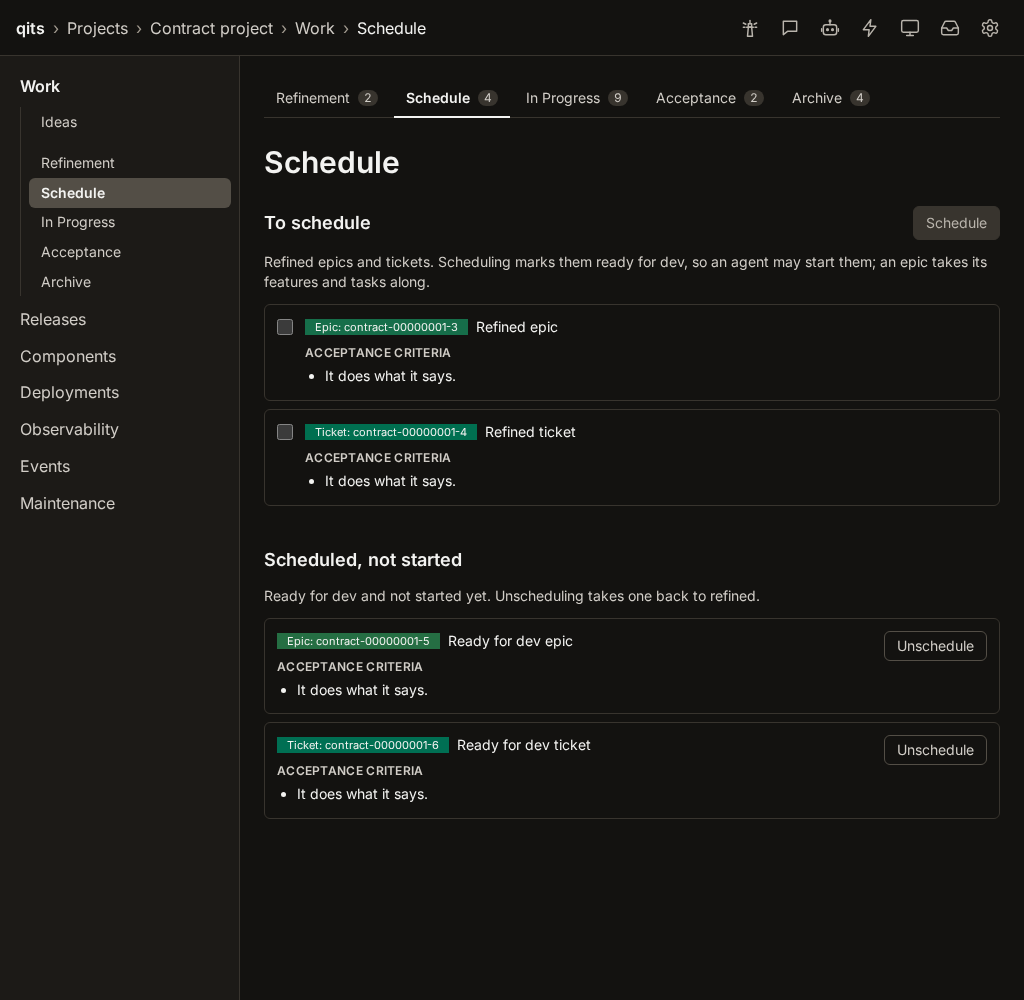 qits › Projects › Contract project › Work › Schedule
Work
Ideas
Refinement
Schedule
In Progress
Acceptance
Archive
Releases
Components
Deployments
Observability
Events
Maintenance
Refinement 2 Schedule 4 In Progress 9 Acceptance 2 Archive 4
Schedule
To schedule Schedule
Refined epics and tickets. Scheduling marks them ready for dev, so an agent may start them; an epic takes its
features and tasks along.
Epic: contract-00000001-3 Refined epic
ACCEPTANCE CRITERIA
• It does what it says.
Ticket: contract-00000001-4 Refined ticket
ACCEPTANCE CRITERIA
• It does what it says.
Scheduled, not started
Ready for dev and not started yet. Unscheduling takes one back to refined.
Epic: contract-00000001-5 Ready for dev epic Unschedule
ACCEPTANCE CRITERIA
• It does what it says.
Ticket: contract-00000001-6 Ready for dev ticket Unschedule
ACCEPTANCE CRITERIA
• It does what it says.